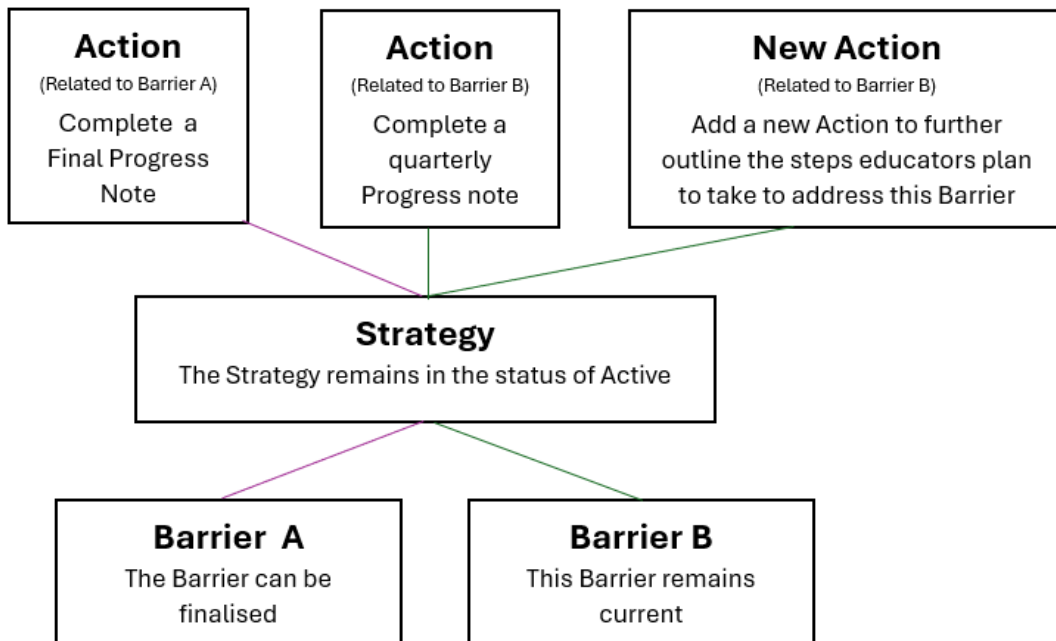 Action
(Related to Barrier A)
Complete a
Final Progress
Note
Action
(Related to Barrier B)
Complete a
quarterly
Progress note
New Action
(Related to Barrier B)
Add a new Action to further
outline the steps educators plan
to take to address this Barrier
Strategy
The Strategy remains in the status of Active
Barrier A
The Barrier can be
finalised
Barrier B
This Barrier remains
current